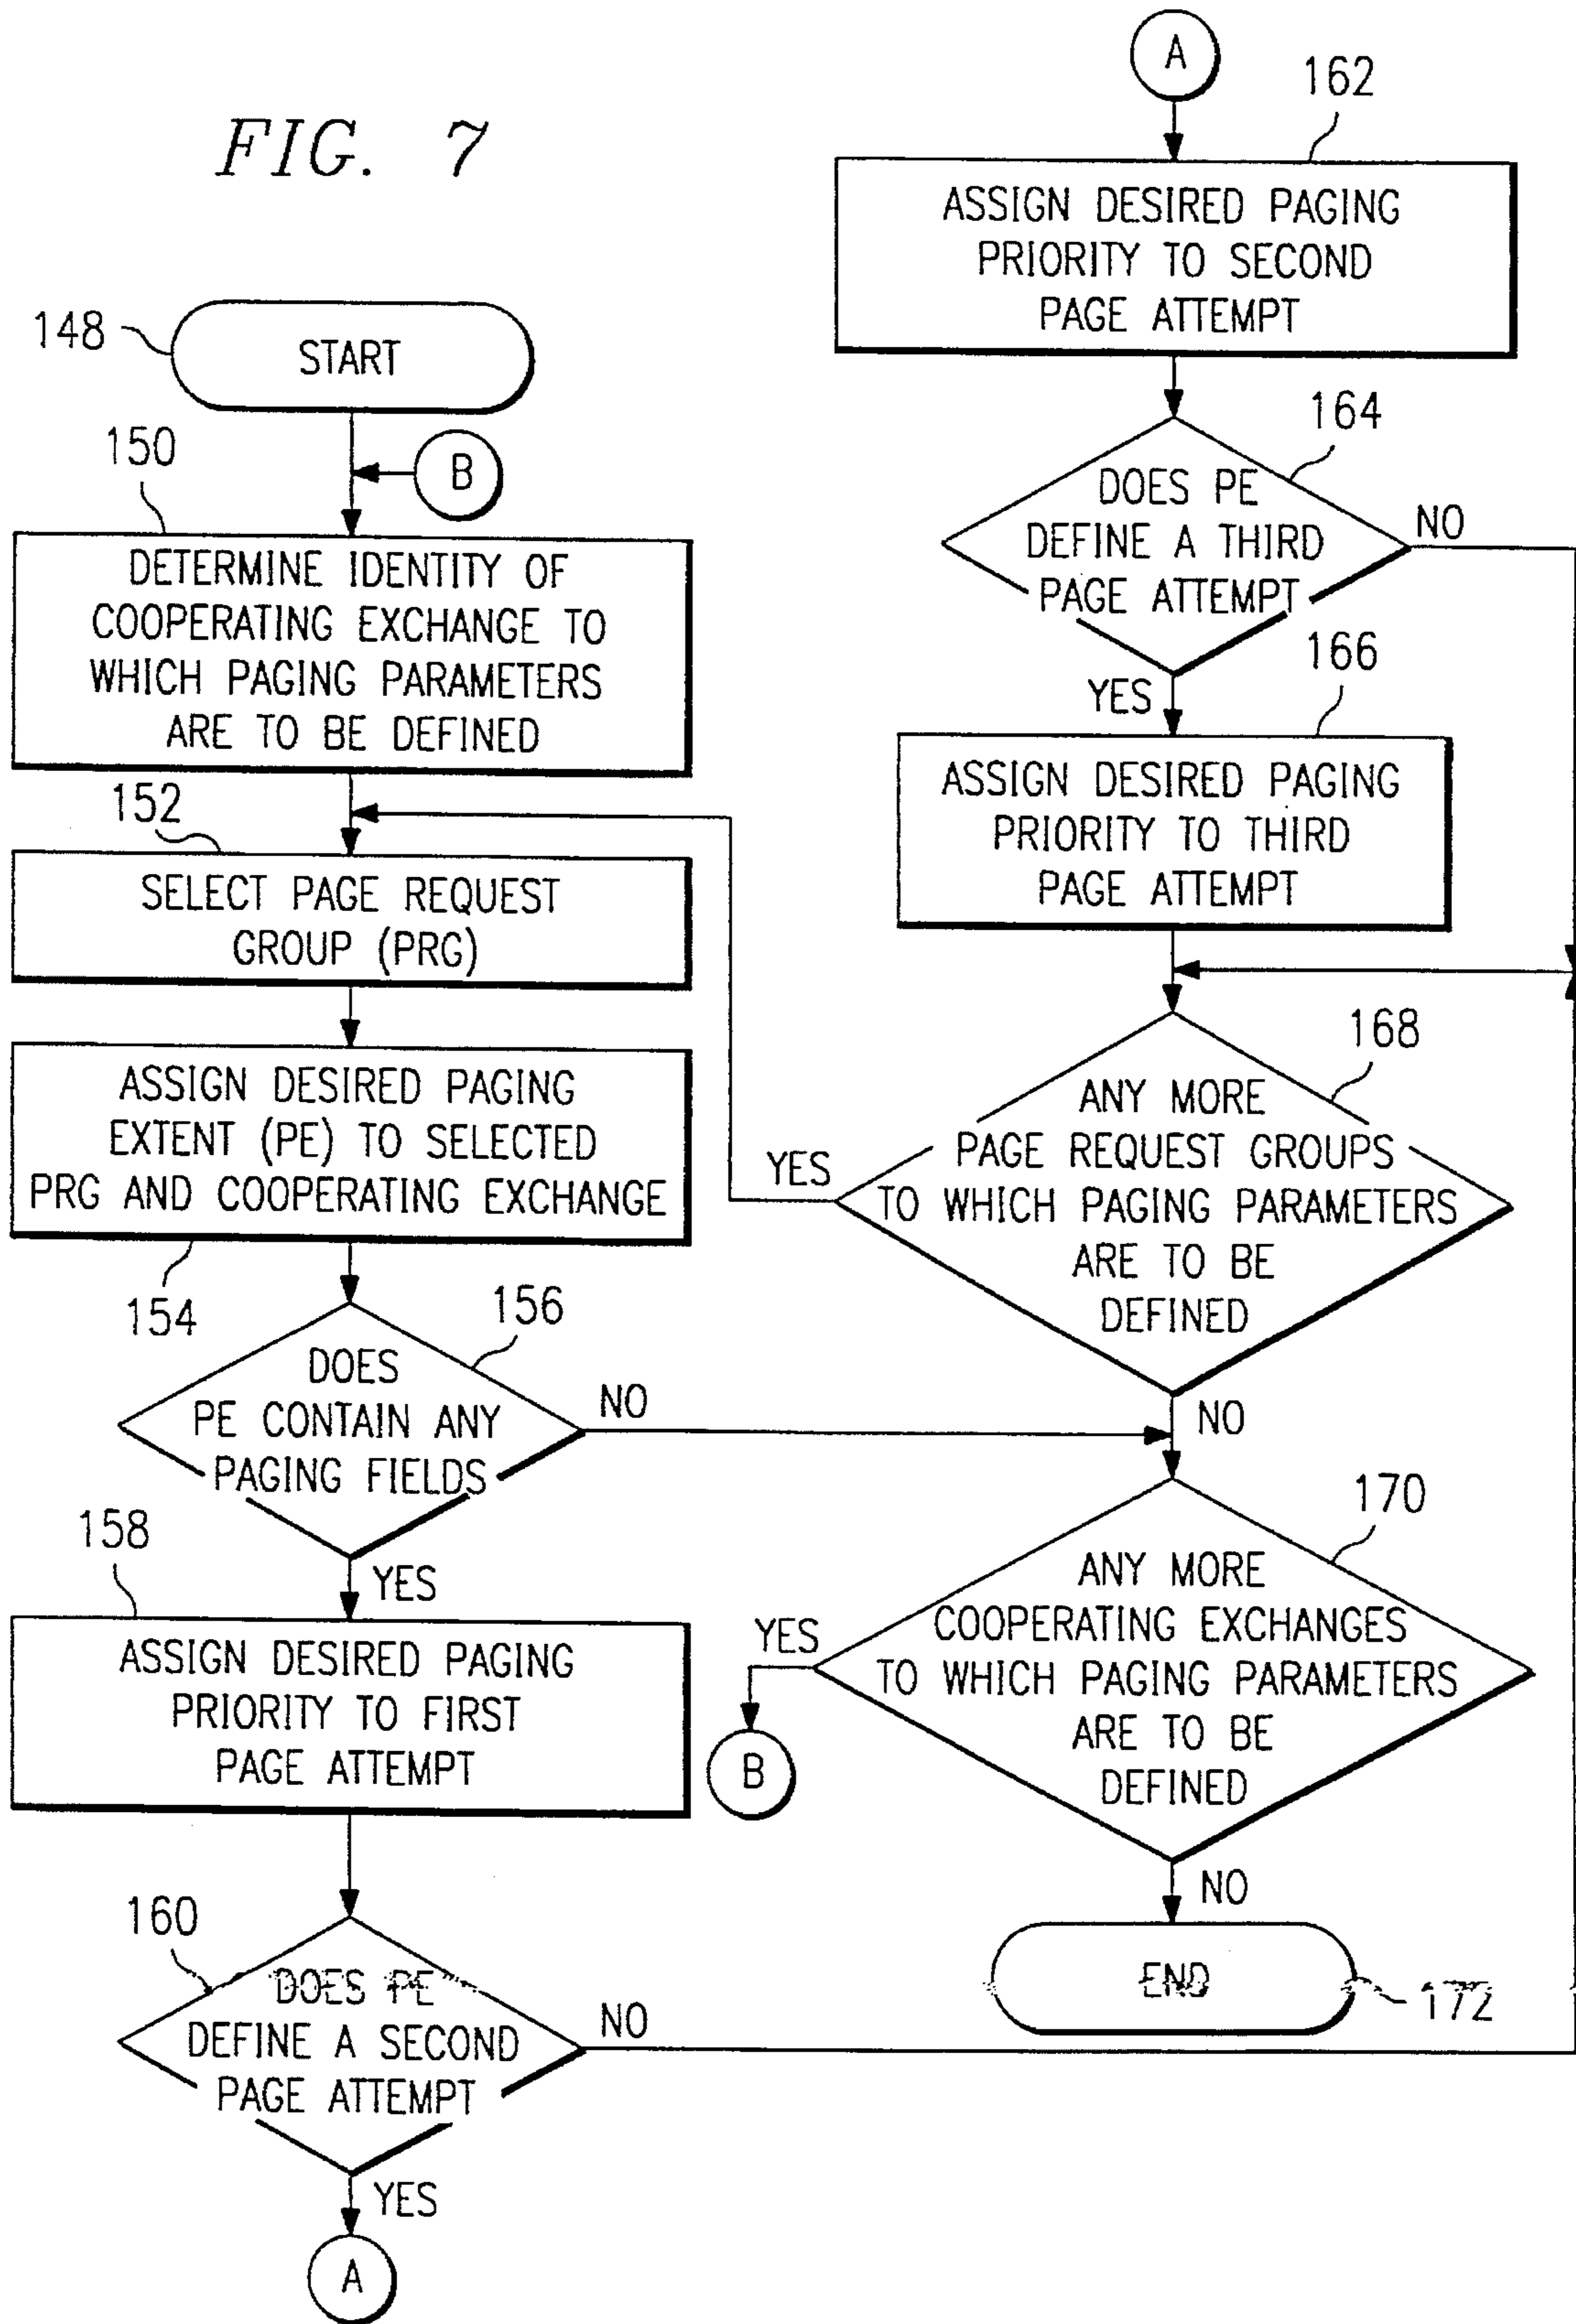 FIG. 7
148
START
B
150
DETERMINE IDENTITY OF
COOPERATING EXCHANGE TO
WHICH PAGING PARAMETERS
ARE TO BE DEFINED
152
SELECT PAGE REQUEST
GROUP (PRG)
ASSIGN DESIRED PAGING
EXTENT (PE) TO SELECTED
PRG AND COOPERATING EXCHANGE
154
156
DOES
PE CONTAIN ANY
PAGING FIELDS
NO
YES
158
ASSIGN DESIRED PAGING
PRIORITY TO FIRST
PAGE ATTEMPT
160
DOES PE
DEFINE A SECOND
PAGE ATTEMPT
NO
YES
A
A
162
ASSIGN DESIRED PAGING
PRIORITY TO SECOND
PAGE ATTEMPT
164
DOES PE
DEFINE A THIRD
PAGE ATTEMPT
NO
YES
166
ASSIGN DESIRED PAGING
PRIORITY TO THIRD
PAGE ATTEMPT
168
ANY MORE
PAGE REQUEST GROUPS
TO WHICH PAGING PARAMETERS
ARE TO BE
DEFINED
YES
NO
170
ANY MORE
COOPERATING EXCHANGES
TO WHICH PAGING PARAMETERS
ARE TO BE
DEFINED
YES
B
NO
END
172